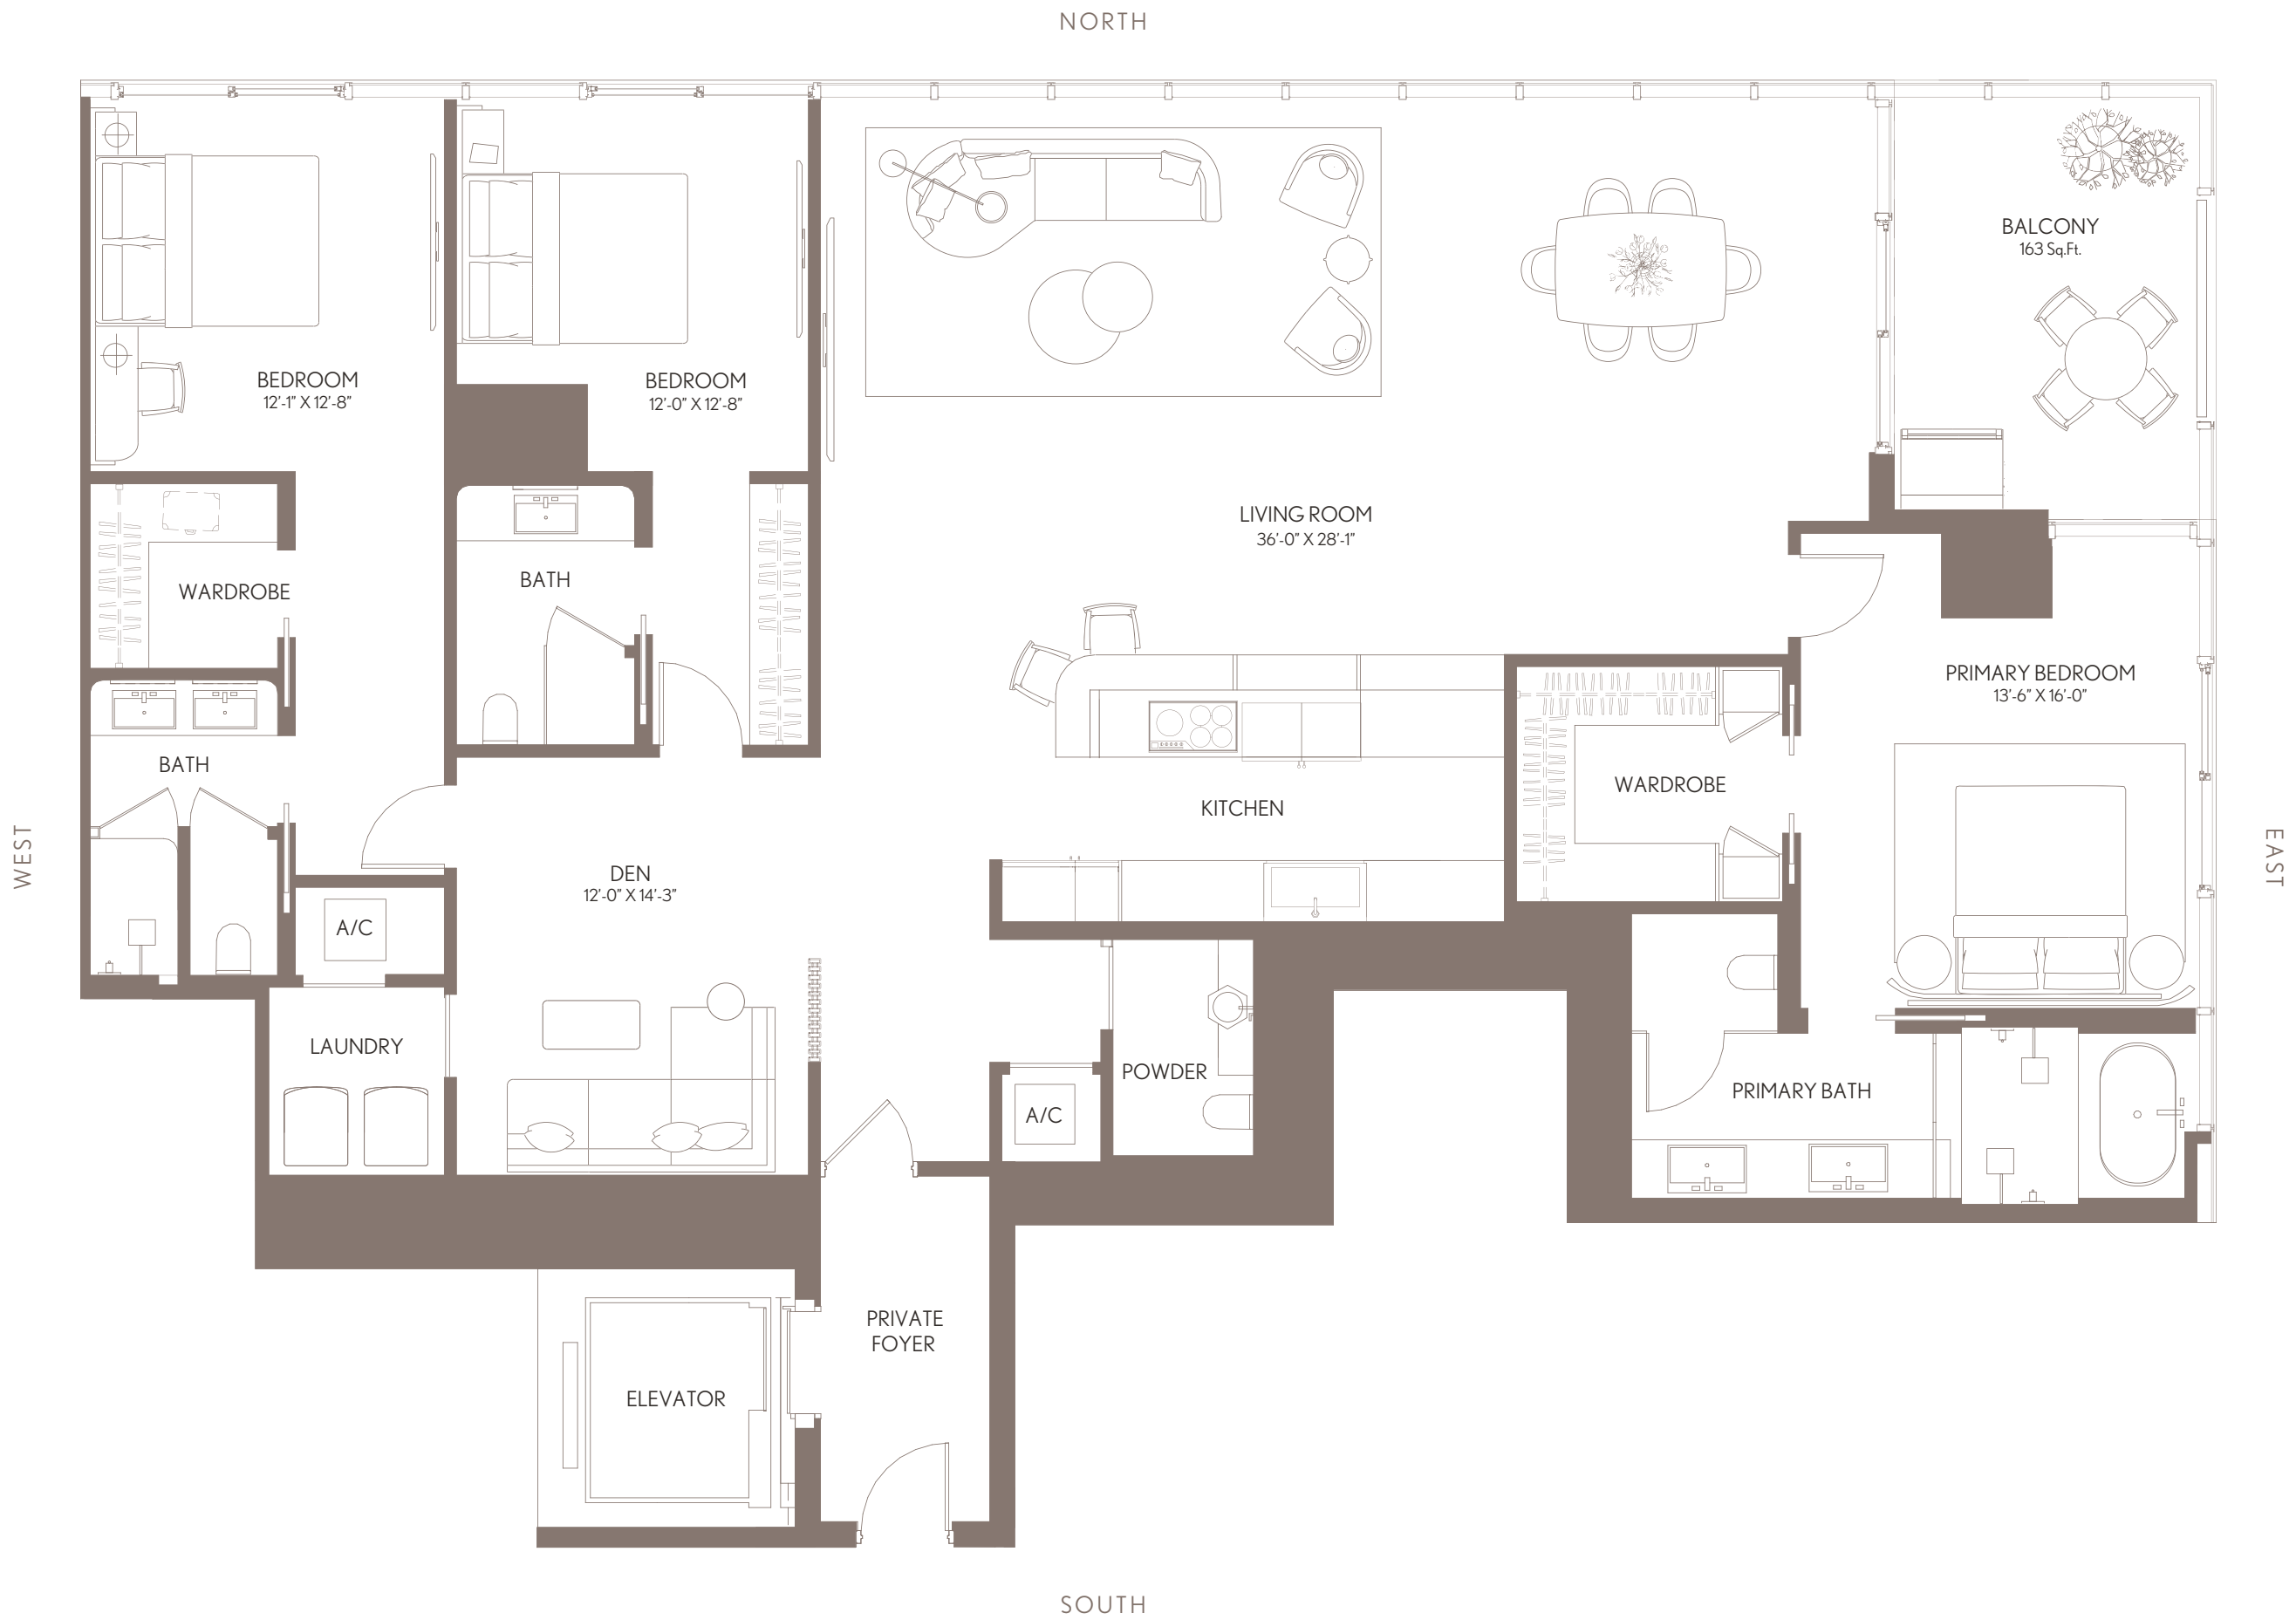 NORTH
BALCONY
163 Sq.Ft.
BEDROOM
12'-1" X 12'-8"
BEDROOM
12'-0" X 12'-8"
LIVING ROOM
36'-0" X 28'-1"
WARDROBE
BATH
PRIMARY BEDROOM
13'-6" X 16'-0"
BATH
WARDROBE
KITCHEN
WEST
EAST
DEN
12'-0" X 14'-3"
A/C
LAUNDRY
POWDER
A/C
PRIMARY BATH
PRIVATE
FOYER
ELEVATOR
SOUTH